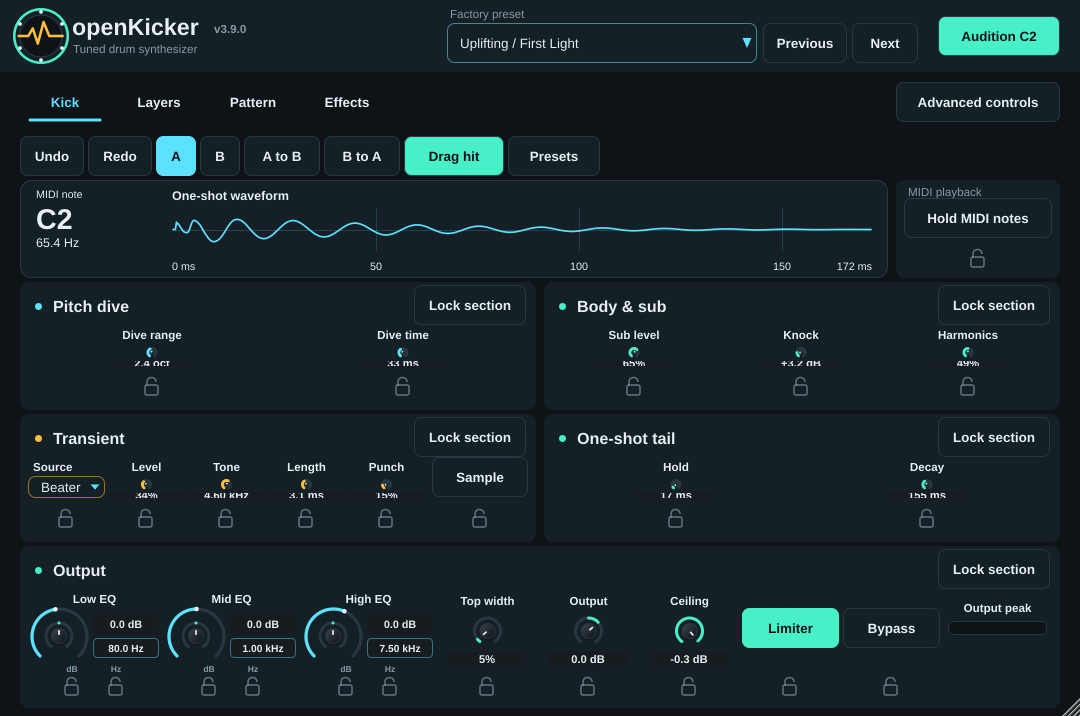 openKicker v3.9.0
Tuned drum synthesizer
Factory preset
Uplifting / First Light
Previous
Next
Audition C2
Kick
Layers
Pattern
Effects
Advanced controls
Undo
Redo
A
B
A to B
B to A
Drag hit
Presets
MIDI note
C2
65.4 Hz
One-shot waveform
0 ms
50
100
150
172 ms
MIDI playback
Hold MIDI notes
Pitch dive
Lock section
Dive range
Dive time
2.4 oct
33 ms
Body & sub
Lock section
Sub level
Knock
Harmonics
65%
+3.2 dB
49%
Transient
Lock section
Source
Level
Tone
Length
Punch
Beater
Sample
34%
4.60 kHz
3.1 ms
15%
One-shot tail
Lock section
Hold
Decay
17 ms
155 ms
Output
Lock section
Low EQ
0.0 dB
80.0 Hz
dB
Hz
Mid EQ
0.0 dB
1.00 kHz
dB
Hz
High EQ
0.0 dB
7.50 kHz
dB
Hz
Top width
5%
Output
0.0 dB
Ceiling
-0.3 dB
Limiter
Bypass
Output peak